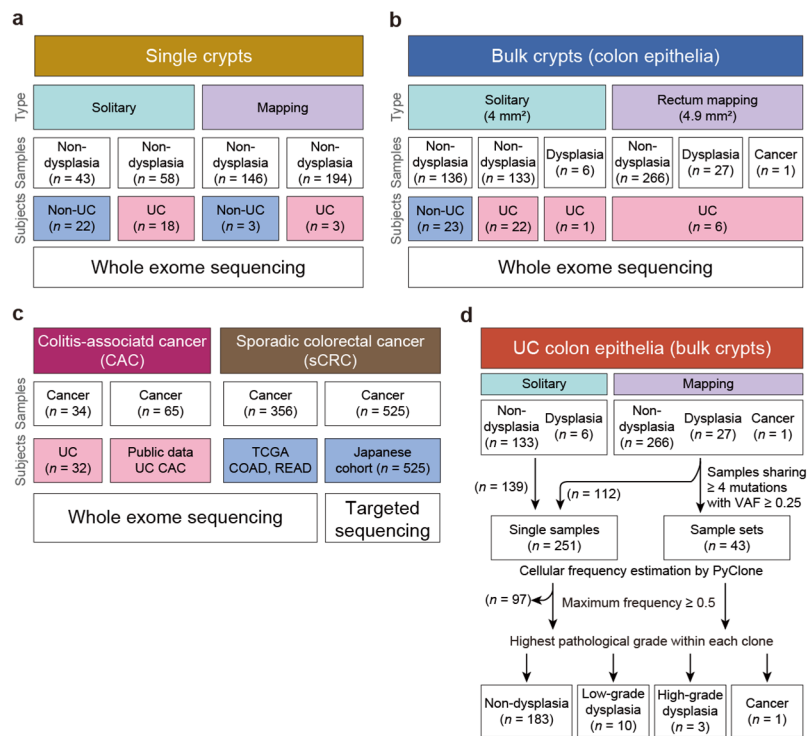 a
Single crypts
Type
Solitary
Mapping
Samples
Non-
dysplasia
(n = 43)
Non-
dysplasia
(n = 58)
Non-
dysplasia
(n = 146)
Non-
dysplasia
(n = 194)
Subjects
Non-UC
(n = 22)
UC
(n = 18)
Non-UC
(n = 3)
UC
(n = 3)
Whole exome sequencing
b
Bulk crypts (colon epithelia)
Type
Solitary
(4 mm²)
Rectum mapping
(4.9 mm²)
Samples
Non-
dysplasia
(n = 136)
Non-
dysplasia
(n = 133)
Dysplasia
(n = 6)
Non-
dysplasia
(n = 266)
Dysplasia
(n = 27)
Cancer
(n = 1)
Subjects
Non-UC
(n = 23)
UC
(n = 22)
UC
(n = 1)
UC
(n = 6)
Whole exome sequencing
c
Colitis-associatd cancer
(CAC)
Sporadic colorectal cancer
(sCRC)
Samples
Cancer
(n = 34)
Cancer
(n = 65)
Cancer
(n = 356)
Cancer
(n = 525)
Subjects
UC
(n = 32)
Public data
UC CAC
TCGA
COAD, READ
Japanese
cohort (n = 525)
Whole exome sequencing
Targeted
sequencing
d
UC colon epithelia (bulk crypts)
Solitary
Mapping
Non-
dysplasia
(n = 133)
Dysplasia
(n = 6)
Non-
dysplasia
(n = 266)
Dysplasia
(n = 27)
Cancer
(n = 1)
(n = 139)
(n = 112)
Samples sharing
≥ 4 mutations
with VAF ≥ 0.25
Single samples
(n = 251)
Sample sets
(n = 43)
Cellular frequency estimation by PyClone
(n = 97)
Maximum frequency ≥ 0.5
Highest pathological grade within each clone
Non-dysplasia
(n = 183)
Low-grade
dysplasia
(n = 10)
High-grade
dysplasia
(n = 3)
Cancer
(n = 1)